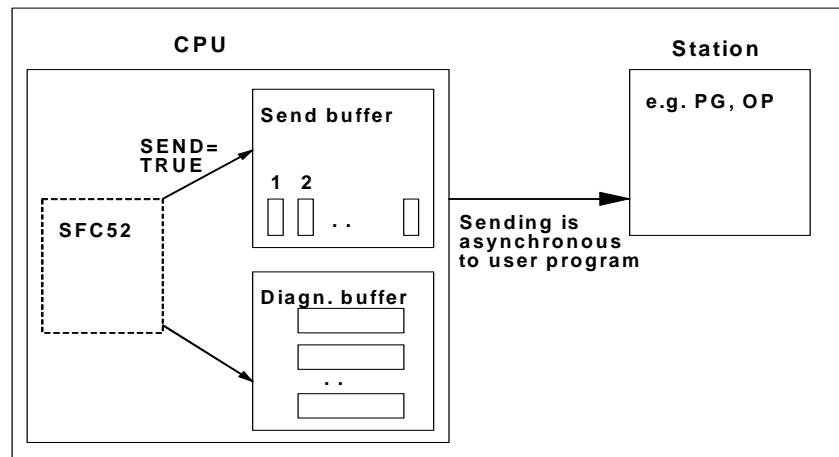 CPU
Station
Send buffer
e.g. PG, OP
SEND=
TRUE
1 2
. .
SFC52
Sending is
asynchronous
to user program
Diagn. buffer
. .